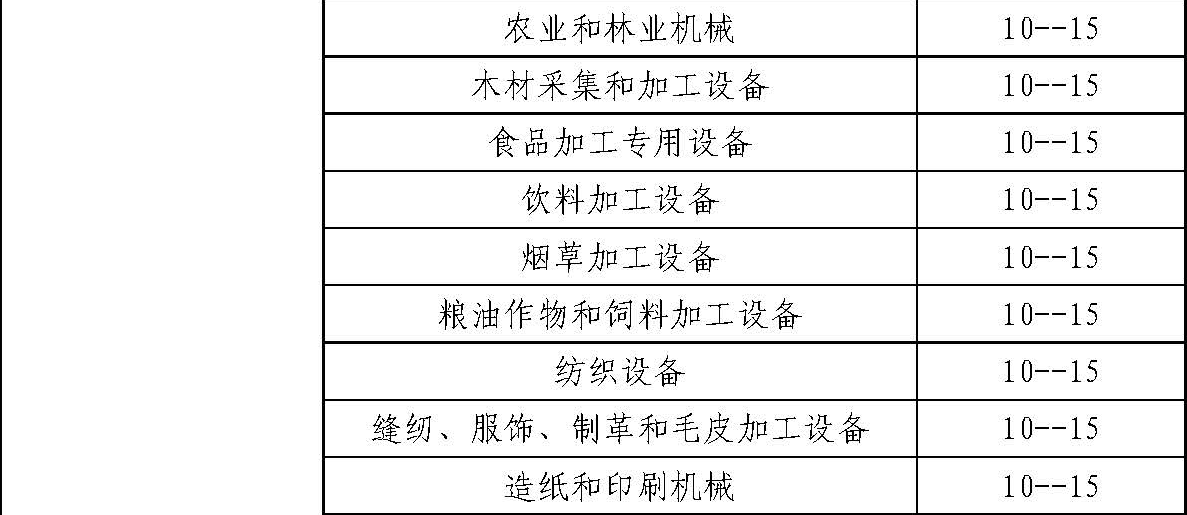 农业和林业机械 10--15
木材采集和加工设备 10--15
食品加工专用设备 10--15
饮料加工设备 10--15
烟草加工设备 10--15
粮油作物和饲料加工设备 10--15
纺织设备 10--15
缝纫、服饰、制革和毛皮加工设备 10--15
造纸和印刷机械 10--15